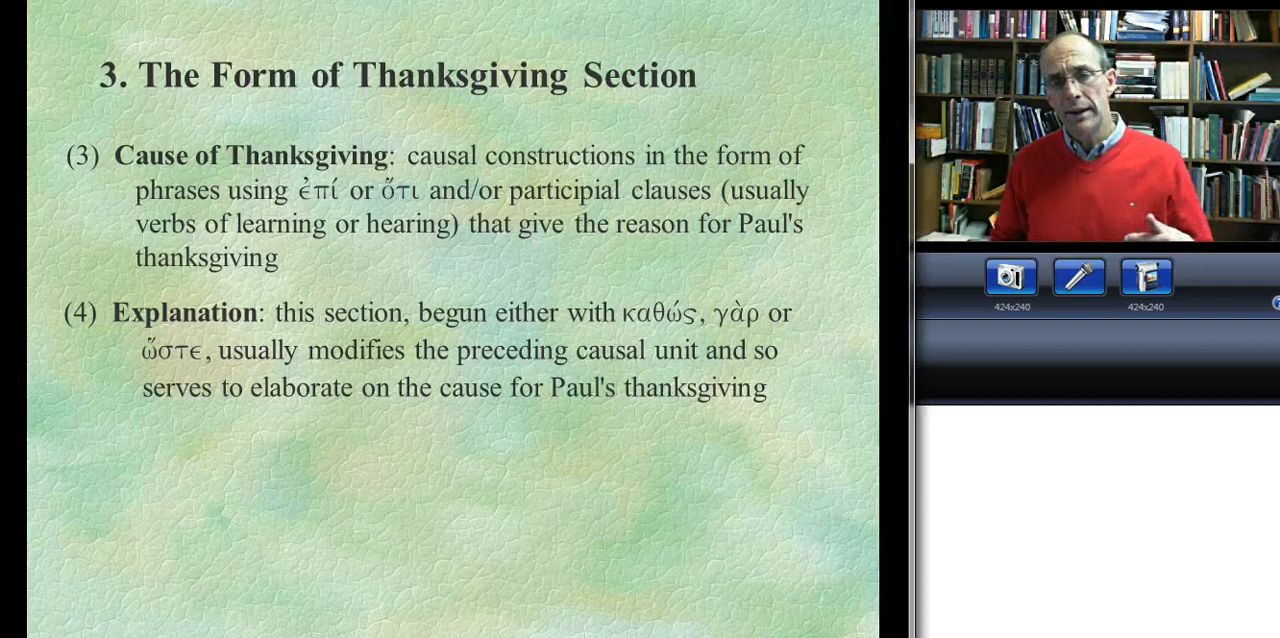 3. The Form of Thanksgiving Section
(3) Cause of Thanksgiving: causal constructions in the form of
phrases using ἐπί or ὅτι and/or participial clauses (usually
verbs of learning or hearing) that give the reason for Paul's
thanksgiving
(4) Explanation: this section, begun either with καθώς, γὰρ or
ὥστε, usually modifies the preceding causal unit and so
serves to elaborate on the cause for Paul's thanksgiving
424x240
424x240